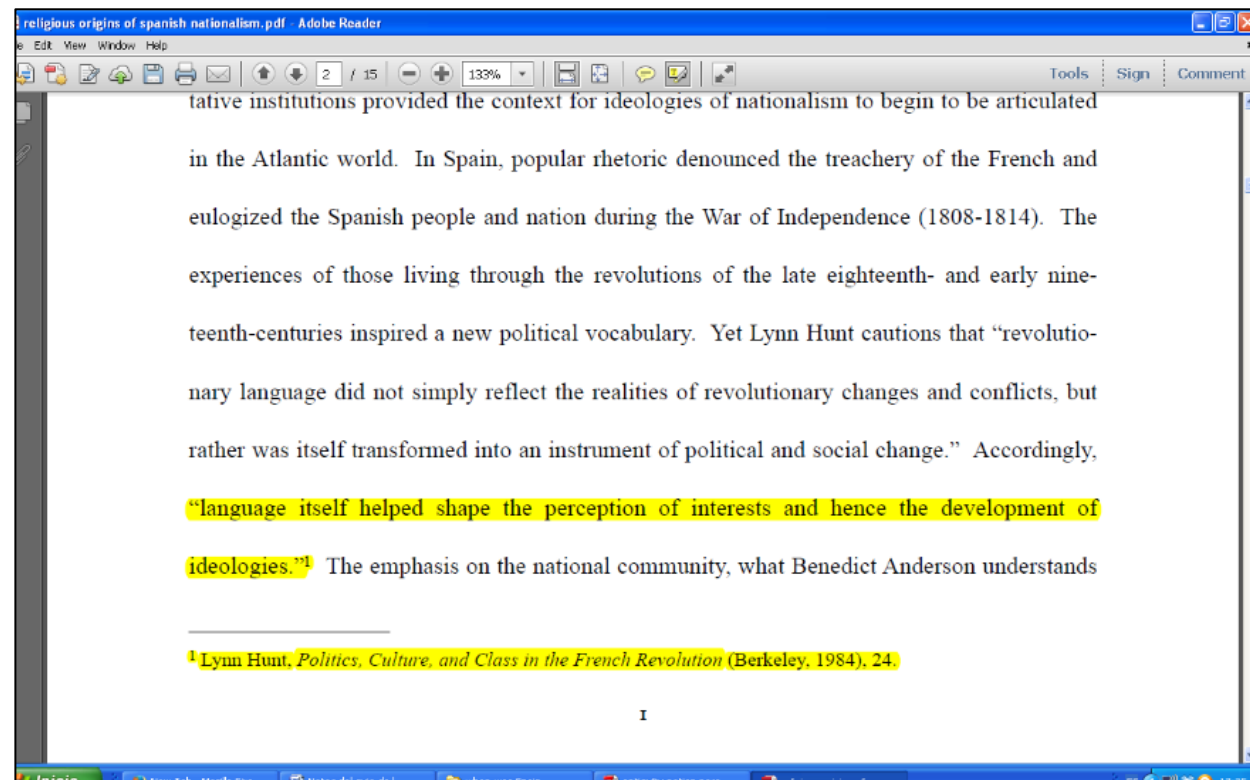 religious origins of spanish nationalism.pdf - Adobe Reader
Edit View Window Help
2 / 15 133% Tools Sign Comment
tative institutions provided the context for ideologies of nationalism to begin to be articulated
in the Atlantic world. In Spain, popular rhetoric denounced the treachery of the French and
eulogized the Spanish people and nation during the War of Independence (1808-1814). The
experiences of those living through the revolutions of the late eighteenth- and early nine-
teenth-centuries inspired a new political vocabulary. Yet Lynn Hunt cautions that “revolutio-
nary language did not simply reflect the realities of revolutionary changes and conflicts, but
rather was itself transformed into an instrument of political and social change.” Accordingly,
“language itself helped shape the perception of interests and hence the development of
ideologies.”1 The emphasis on the national community, what Benedict Anderson understands
1 Lynn Hunt, Politics, Culture, and Class in the French Revolution (Berkeley, 1984), 24.